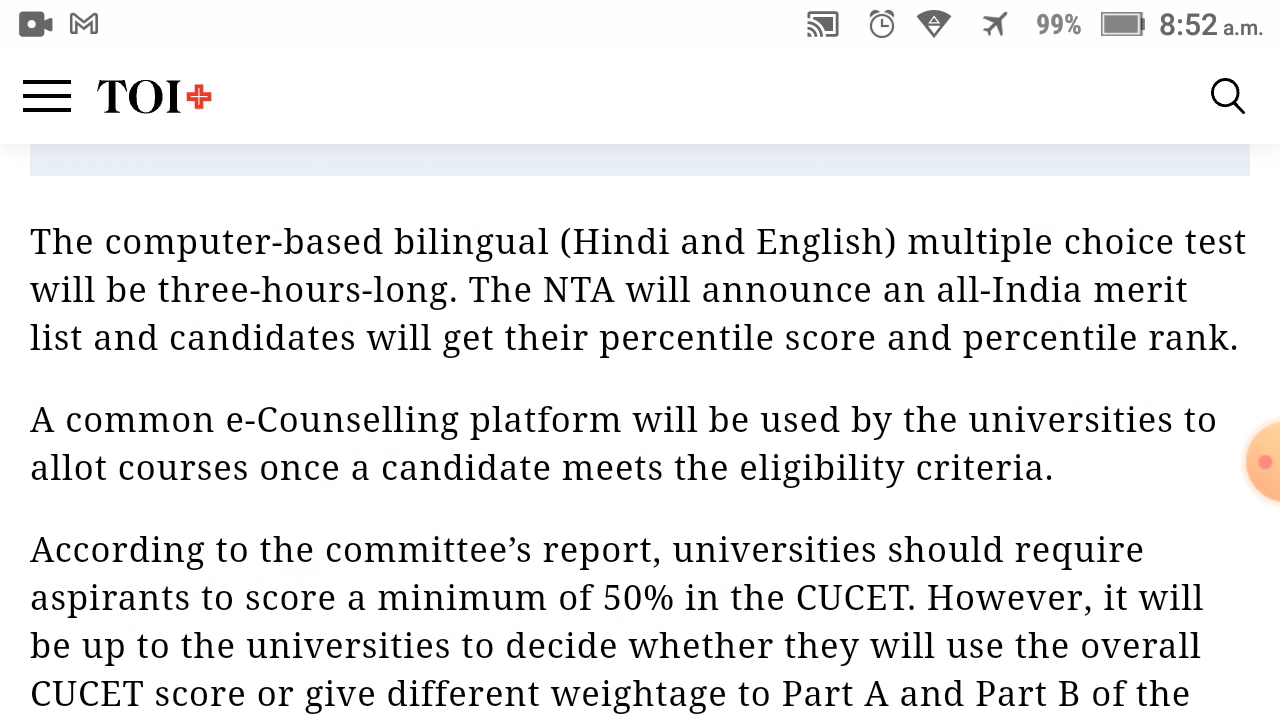 99% 8:52 a.m.
TOI+
The computer-based bilingual (Hindi and English) multiple choice test
will be three-hours-long. The NTA will announce an all-India merit
list and candidates will get their percentile score and percentile rank.
A common e-Counselling platform will be used by the universities to
allot courses once a candidate meets the eligibility criteria.
According to the committee’s report, universities should require
aspirants to score a minimum of 50% in the CUCET. However, it will
be up to the universities to decide whether they will use the overall
CUCET score or give different weightage to Part A and Part B of the